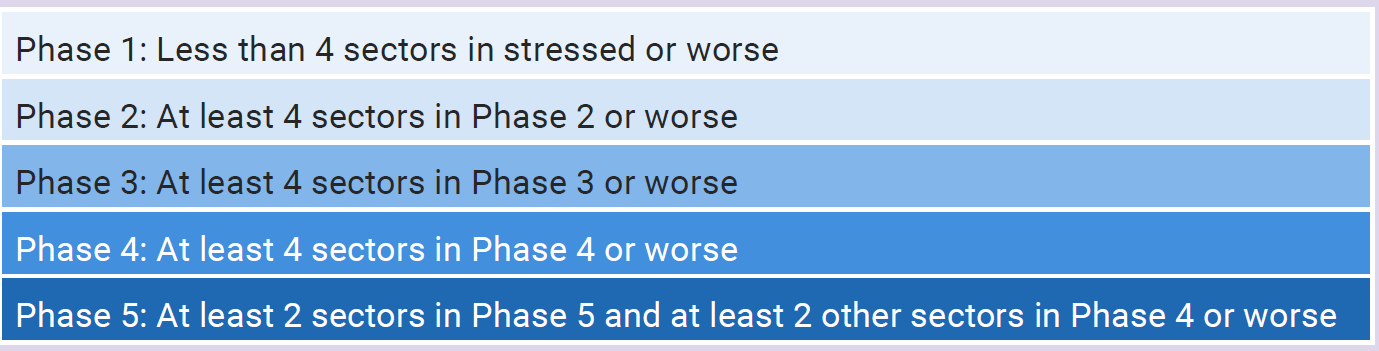 Phase 1: Less than 4 sectors in stressed or worse
Phase 2: At least 4 sectors in Phase 2 or worse
Phase 3: At least 4 sectors in Phase 3 or worse
Phase 4: At least 4 sectors in Phase 4 or worse
Phase 5: At least 2 sectors in Phase 5 and at least 2 other sectors in Phase 4 or worse